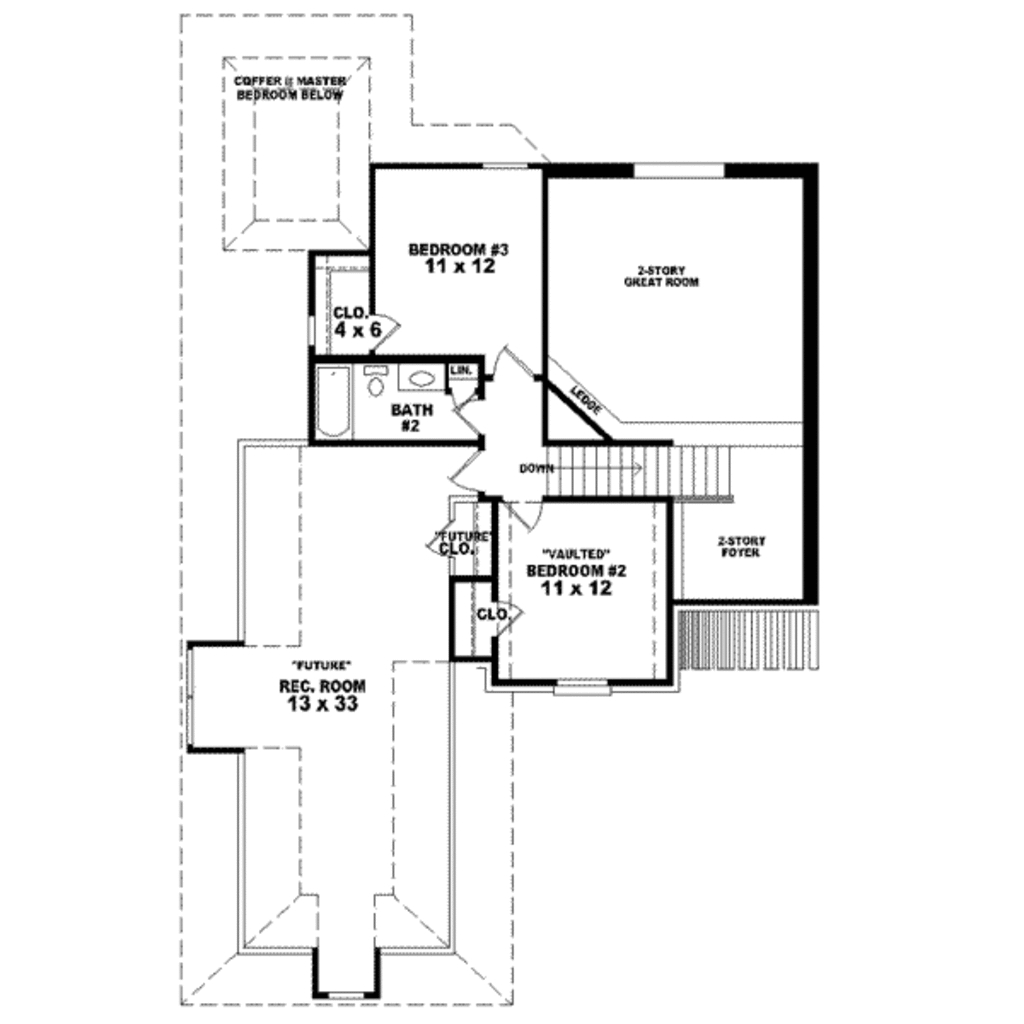 COFFER @ MASTER
BEDROOM BELOW
BEDROOM #3
11 x 12
2-STORY
GREAT ROOM
CLO.
4 x 6
LIN.
LEDGE
BATH
#2
DOWN
"FUTURE"
CLO.
2-STORY
FOYER
"VAULTED"
BEDROOM #2
11 x 12
CLO.
"FUTURE"
REC. ROOM
13 x 33